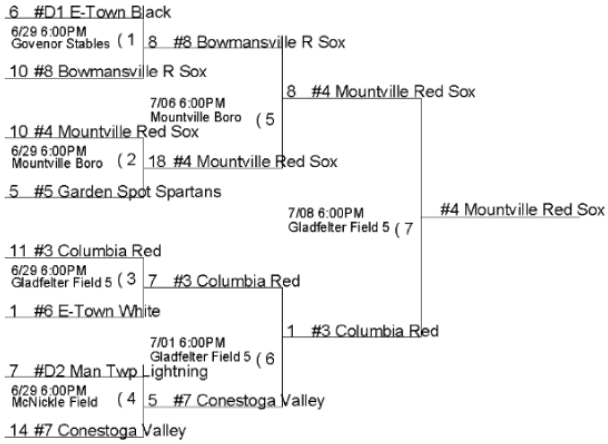 6 #D1 E-Town Black
6/29 6:00PM
Govenor Stables ( 1
8 #8 Bowmansville R Sox
10 #8 Bowmansville R Sox
7/06 6:00PM
Mountville Boro ( 5
8 #4 Mountville Red Sox
10 #4 Mountville Red Sox
6/29 6:00PM
Mountville Boro ( 2
18 #4 Mountville Red Sox
5 #5 Garden Spot Spartans
7/08 6:00PM
Gladfelter Field 5 ( 7
#4 Mountville Red Sox
11 #3 Columbia Red
6/29 6:00PM
Gladfelter Field 5 ( 3
7 #3 Columbia Red
1 #6 E-Town White
7/01 6:00PM
Gladfelter Field 5 ( 6
1 #3 Columbia Red
7 #D2 Man Twp Lightning
6/29 6:00PM
McNickle Field ( 4
5 #7 Conestoga Valley
14 #7 Conestoga Valley